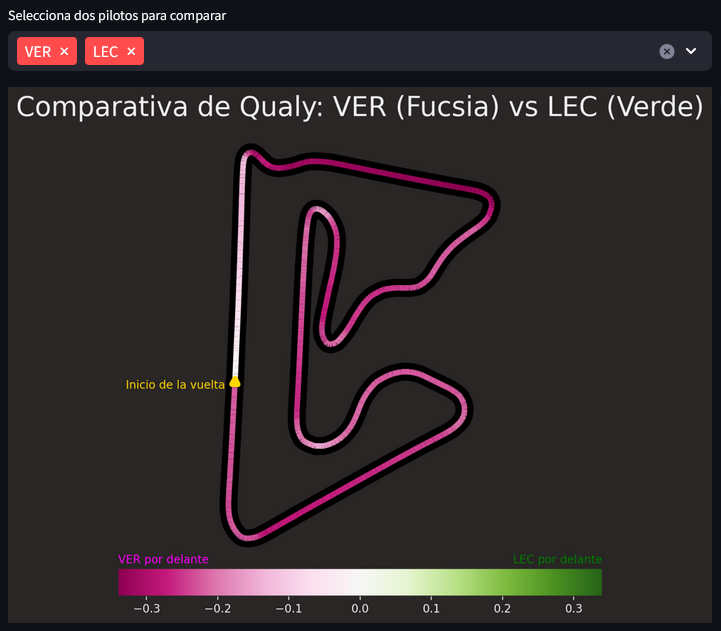 Selecciona dos pilotos para comparar
VER × LEC ×
Comparativa de Qualy: VER (Fucsia) vs LEC (Verde)
Inicio de la vuelta
VER por delante LEC por delante
−0.3 −0.2 −0.1 0.0 0.1 0.2 0.3